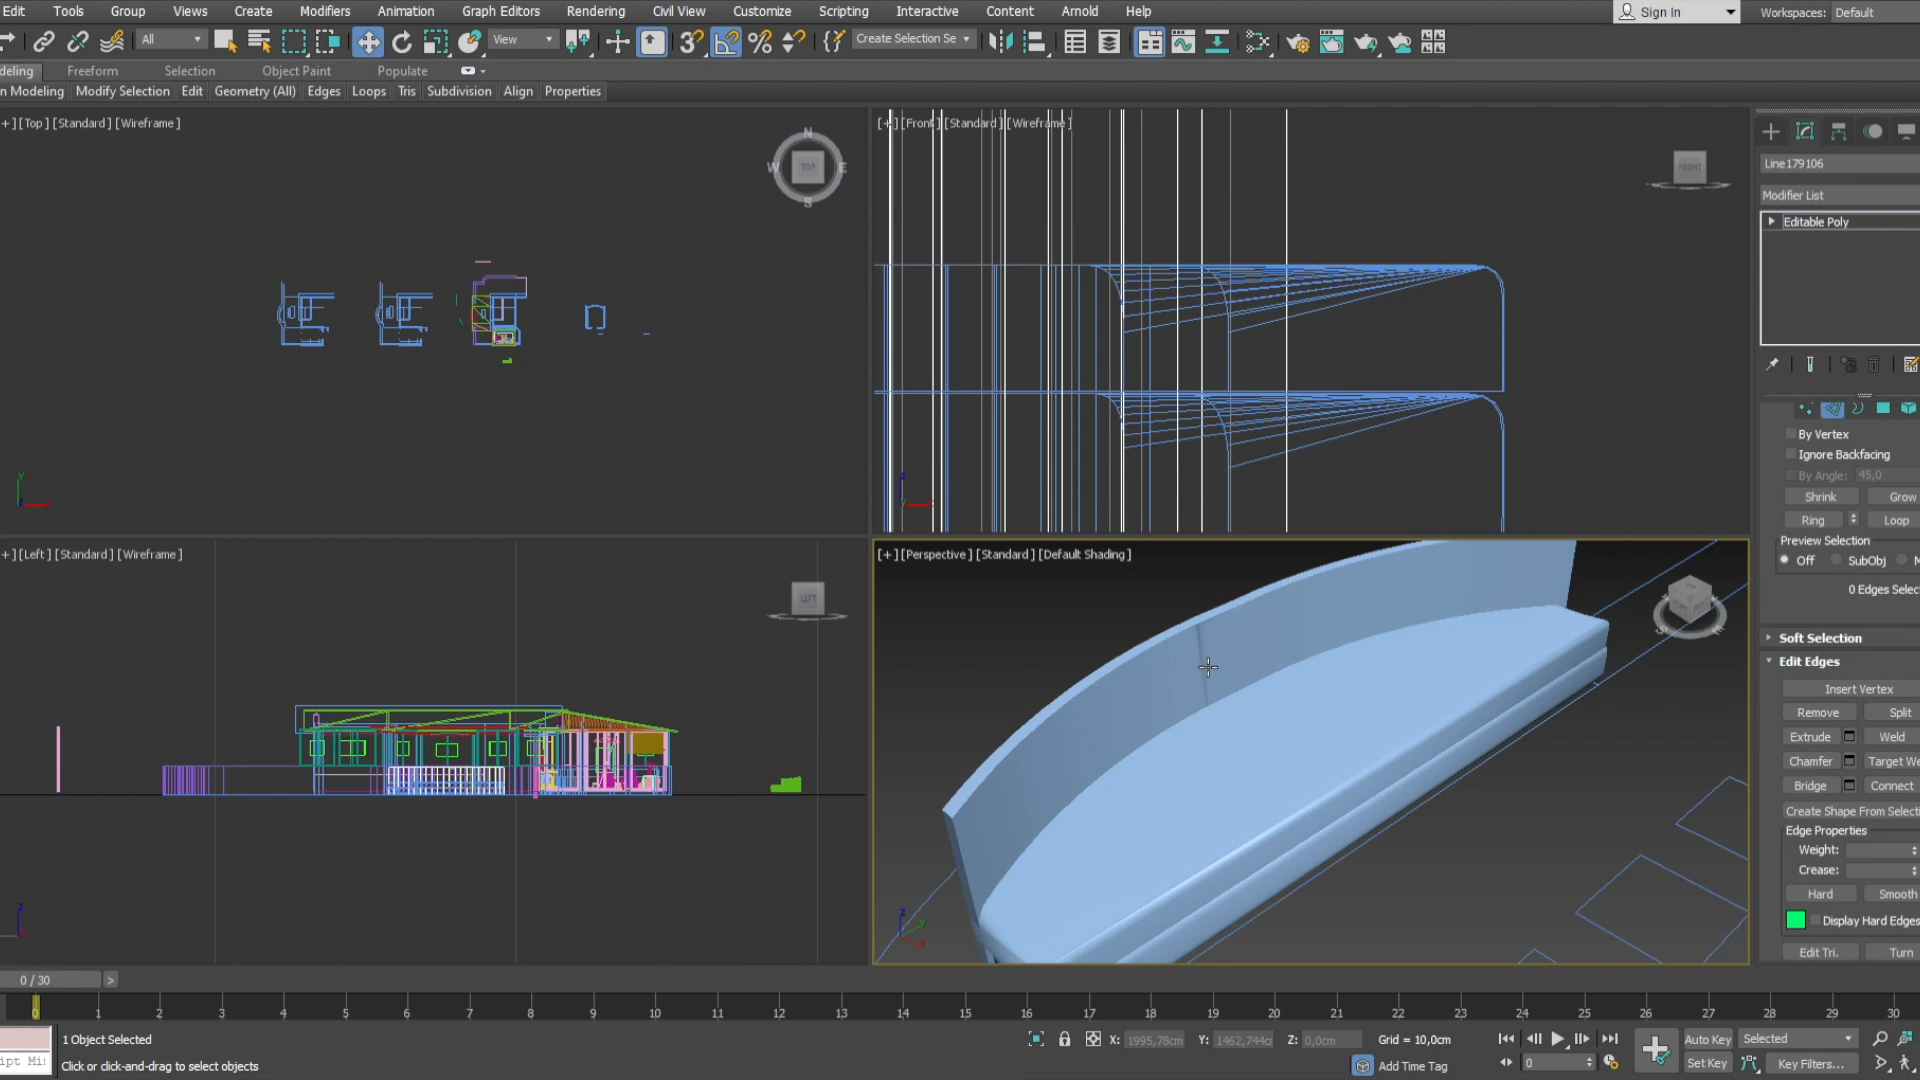 Edit Tools Group Views Create Modifiers Animation Graph Editors Rendering Civil View Customize Scripting Interactive Content Arnold Help Sign In Workspaces: Default
All View Create Selection Se
deling Freeform Selection Object Paint Populate
n Modeling Modify Selection Edit Geometry (All) Edges Loops Tris Subdivision Align Properties
+ ] [Top ] [Standard ] [Wireframe ]
N
W TOP E
S
[+] [Front ] [Standard ] [Wireframe ]
FRONT
Line179106
Modifier List
Editable Poly
By Vertex
Ignore Backfacing
By Angle: 45,0
Shrink Grow
Ring Loop
Preview Selection
Off SubObj M
0 Edges Selec
Soft Selection
Edit Edges
Insert Vertex
Remove Split
Extrude Weld
Chamfer Target We
Bridge Connect
Create Shape From Selecti
Edge Properties
Weight:
Crease:
Hard Smooth
Display Hard Edges
Edit Tri. Turn
+ ] [Left ] [Standard ] [Wireframe ]
LEFT
[+] [Perspective ] [Standard ] [Default Shading ]
y
x
z
0 / 30 >
0 1 2 3 4 5 6 7 8 9 10 11 12 13 14 15 16 17 18 19 20 21 22 23 24 25 26 27 28 29 30
1 Object Selected
X: 1995,78cm Y: 1462,744cm Z: 0,0cm Grid = 10,0cm
Auto Key Selected
ipt Mi
Click or click-and-drag to select objects
Add Time Tag
0
Set Key Key Filters...